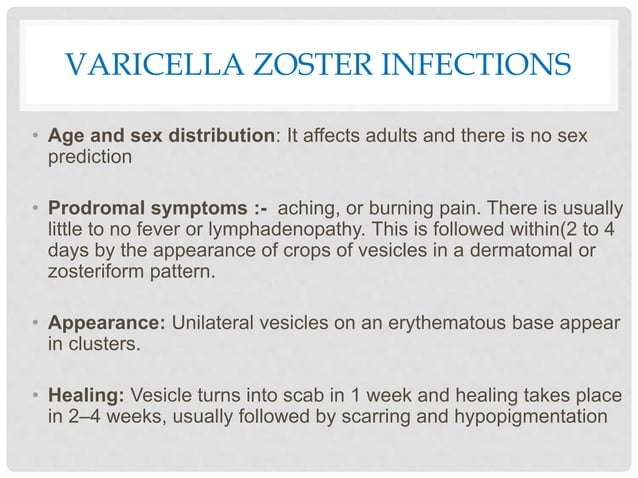 VARICELLA ZOSTER INFECTIONS
• Age and sex distribution: It affects adults and there is no sex
prediction
• Prodromal symptoms :- aching, or burning pain. There is usually
little to no fever or lymphadenopathy. This is followed within(2 to 4
days by the appearance of crops of vesicles in a dermatomal or
zosteriform pattern.
• Appearance: Unilateral vesicles on an erythematous base appear
in clusters.
• Healing: Vesicle turns into scab in 1 week and healing takes place
in 2–4 weeks, usually followed by scarring and hypopigmentation